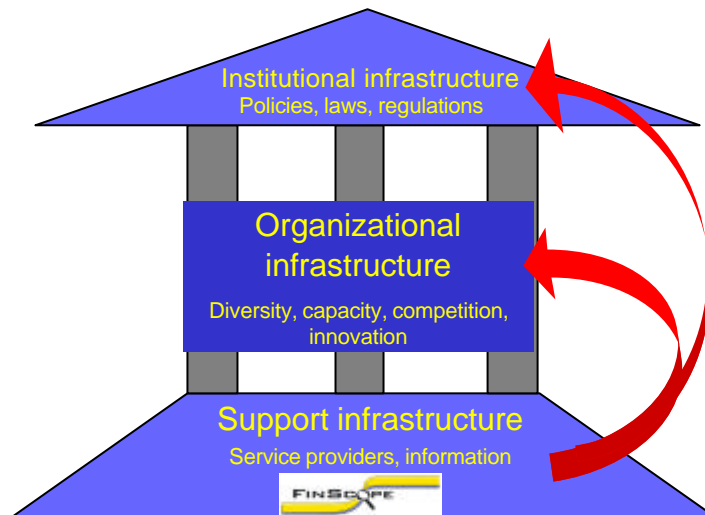 Institutional infrastructure
Policies, laws, regulations
Organizational
infrastructure
Diversity, capacity, competition,
innovation
Support infrastructure
Service providers, information
FINSCOPE